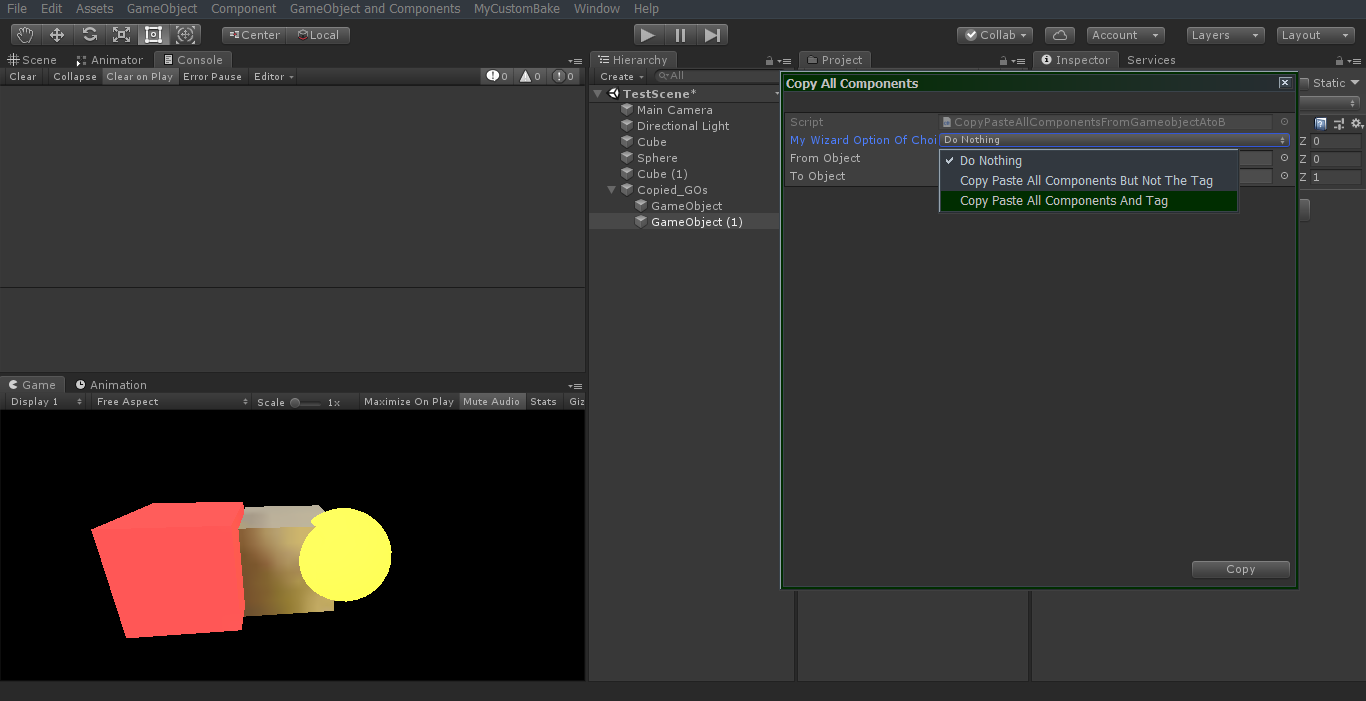 File Edit Assets GameObject Component GameObject and Components MyCustomBake Window Help
Center Local Collab Account Layers Layout
Scene Animator Console
Clear Collapse Clear on Play Error Pause Editor 0 0 0
Hierarchy
Create All
TestScene*
Main Camera
Directional Light
Cube
Sphere
Cube (1)
Copied_GOs
GameObject
GameObject (1)
Project
Inspector Services
Static
Z 0
Z 0
Z 1
Copy All Components
Script CopyPasteAllComponentsFromGameobjectAtoB
My Wizard Option Of Choi Do Nothing
From Object
To Object
Do Nothing
Copy Paste All Components But Not The Tag
Copy Paste All Components And Tag
Copy
Game Animation
Display 1 Free Aspect Scale 1x Maximize On Play Mute Audio Stats Giz